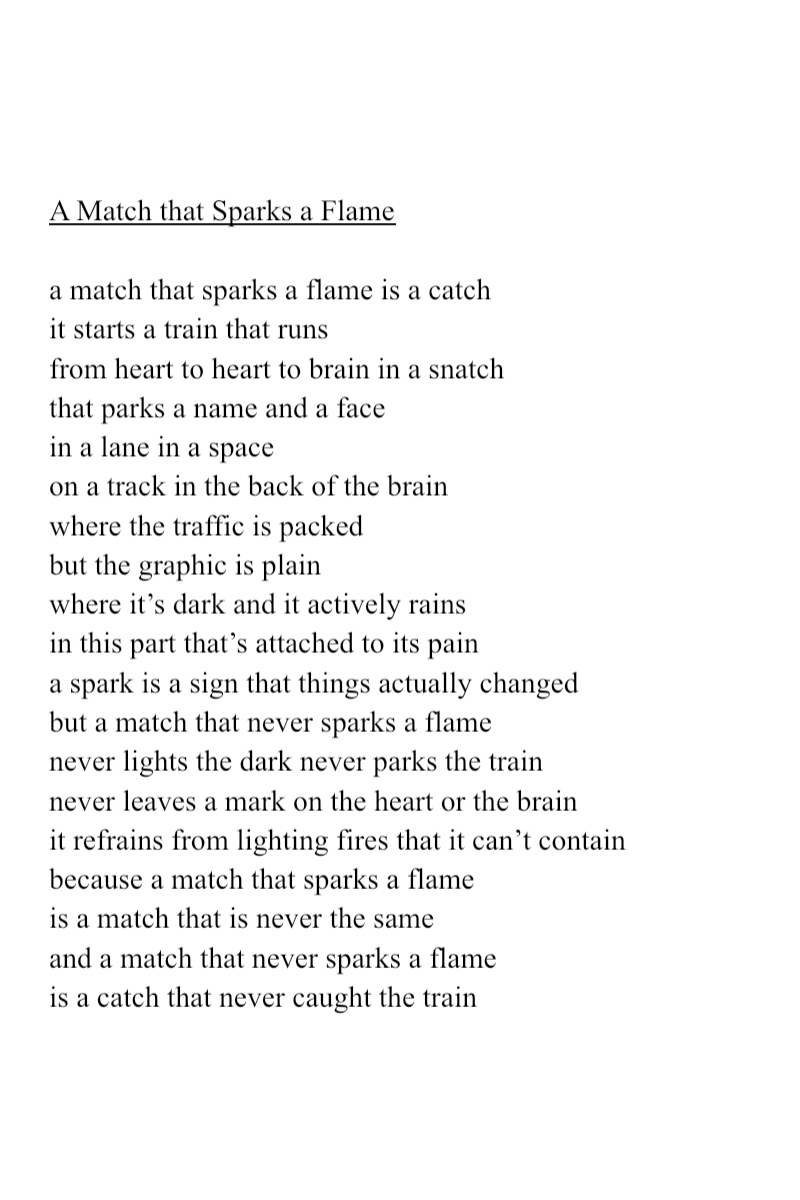 A Match that Sparks a Flame
a match that sparks a flame is a catch
it starts a train that runs
from heart to heart to brain in a snatch
that parks a name and a face
in a lane in a space
on a track in the back of the brain
where the traffic is packed
but the graphic is plain
where it’s dark and it actively rains
in this part that’s attached to its pain
a spark is a sign that things actually changed
but a match that never sparks a flame
never lights the dark never parks the train
never leaves a mark on the heart or the brain
it refrains from lighting fires that it can’t contain
because a match that sparks a flame
is a match that is never the same
and a match that never sparks a flame
is a catch that never caught the train